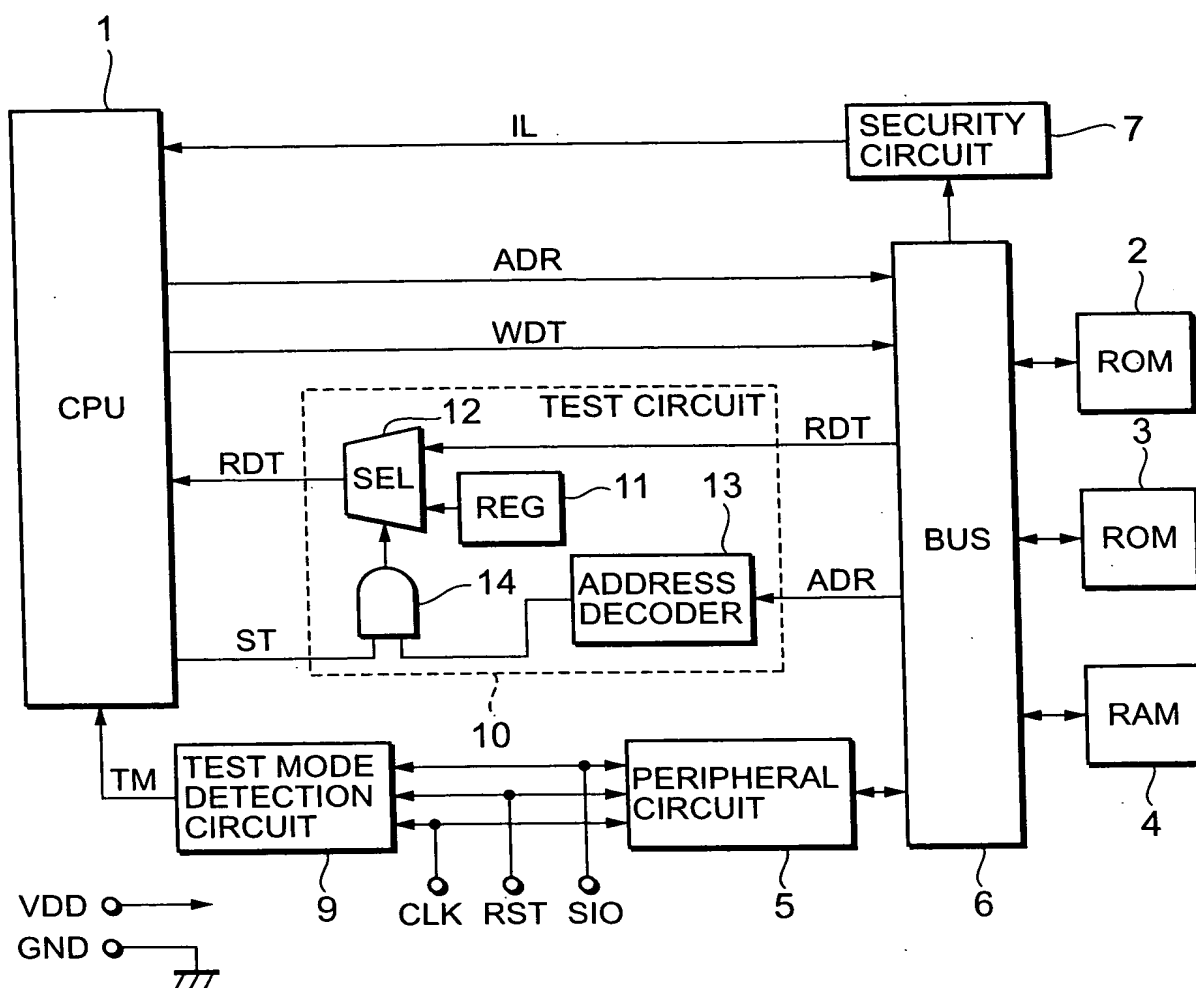 1
IL
SECURITY
CIRCUIT
7
ADR
2
WDT
ROM
CPU
TEST CIRCUIT
12
RDT
3
RDT
SEL
REG
11
13
BUS
ROM
14
ADDRESS
DECODER
ADR
ST
10
RAM
TM
TEST MODE
DETECTION
CIRCUIT
PERIPHERAL
CIRCUIT
4
9
CLK
RST
SIO
5
6
VDD
GND